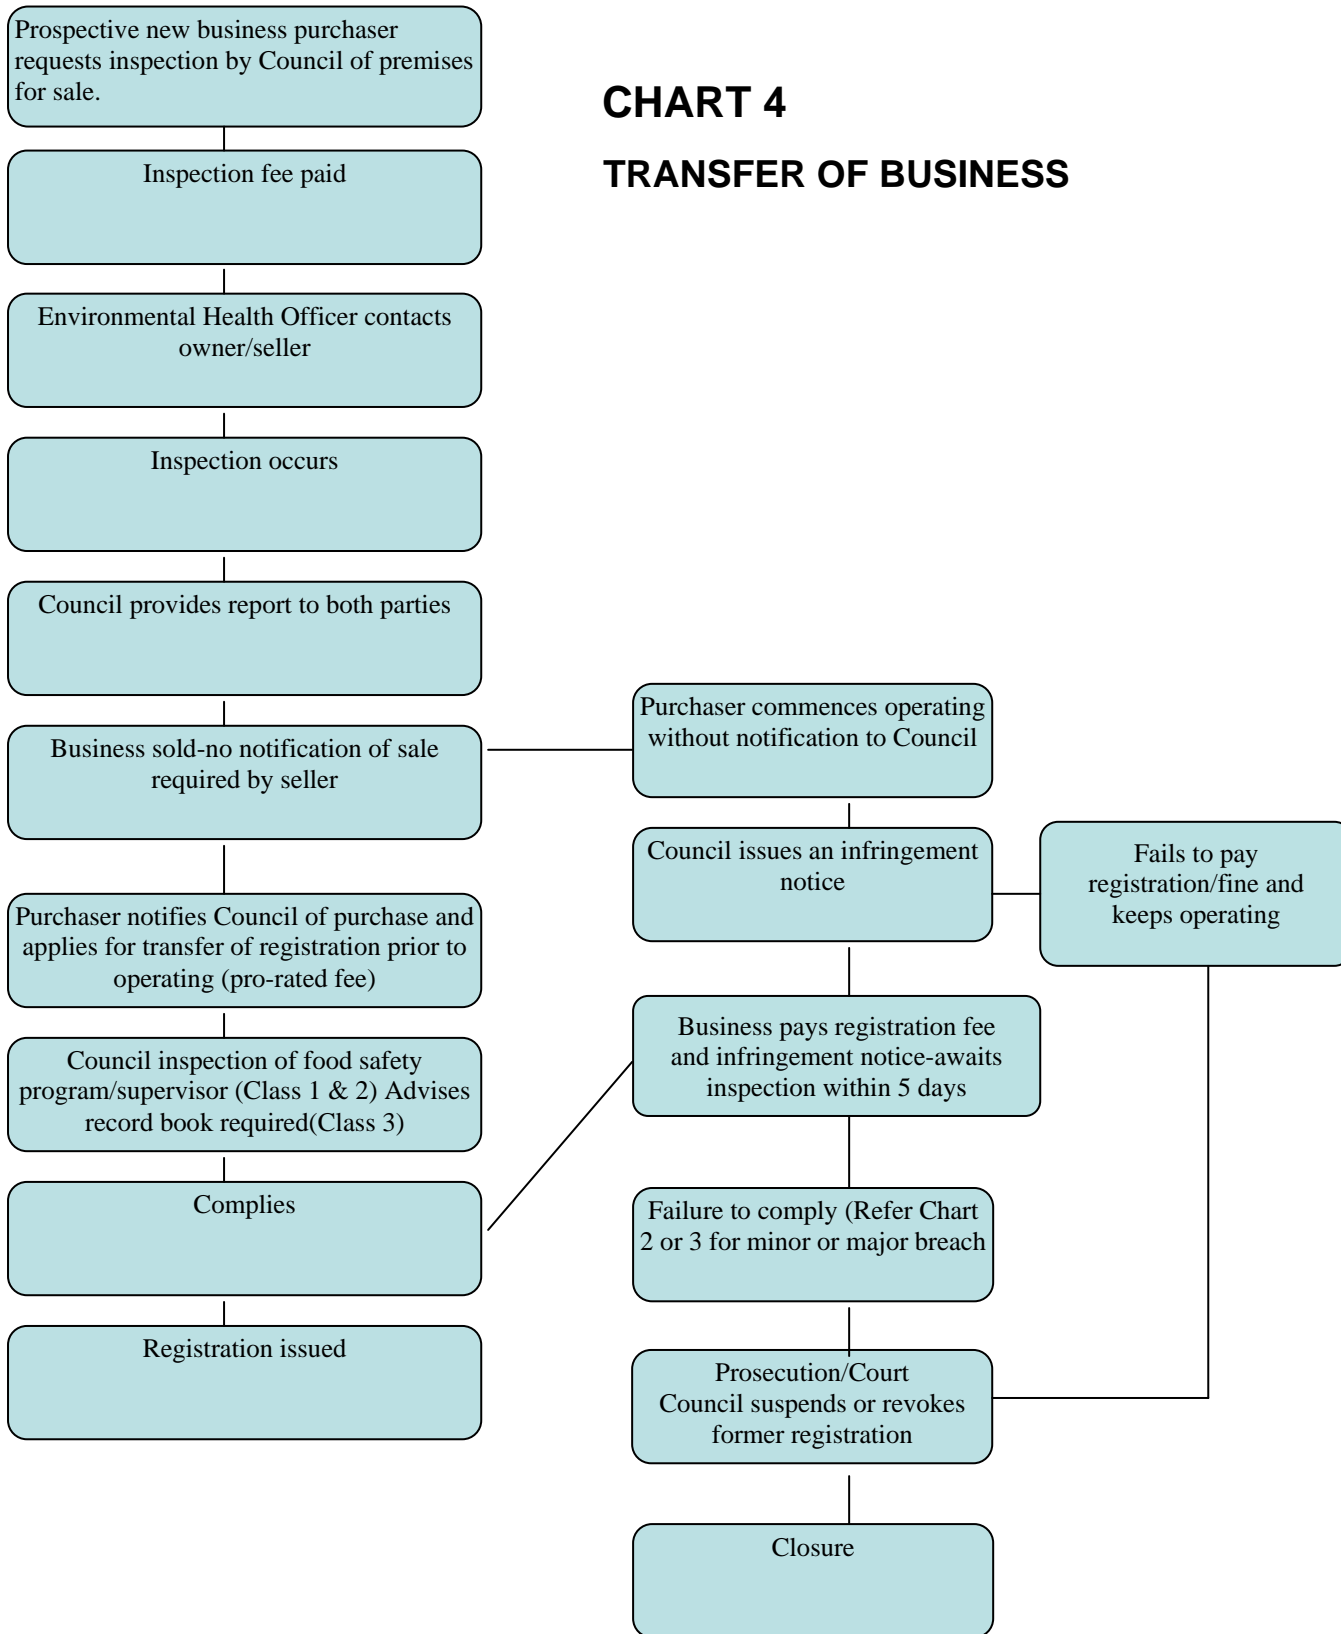 Prospective new business purchaser
requests inspection by Council of premises
for sale.
CHART 4
TRANSFER OF BUSINESS
Inspection fee paid
Environmental Health Officer contacts
owner/seller
Inspection occurs
Council provides report to both parties
Business sold-no notification of sale
required by seller
Purchaser notifies Council of purchase and
applies for transfer of registration prior to
operating (pro-rated fee)
Council inspection of food safety
program/supervisor (Class 1 & 2) Advises
record book required(Class 3)
Complies
Registration issued
Purchaser commences operating
without notification to Council
Council issues an infringement
notice
Fails to pay
registration/fine and
keeps operating
Business pays registration fee
and infringement notice-awaits
inspection within 5 days
Failure to comply (Refer Chart
2 or 3 for minor or major breach
Prosecution/Court
Council suspends or revokes
former registration
Closure